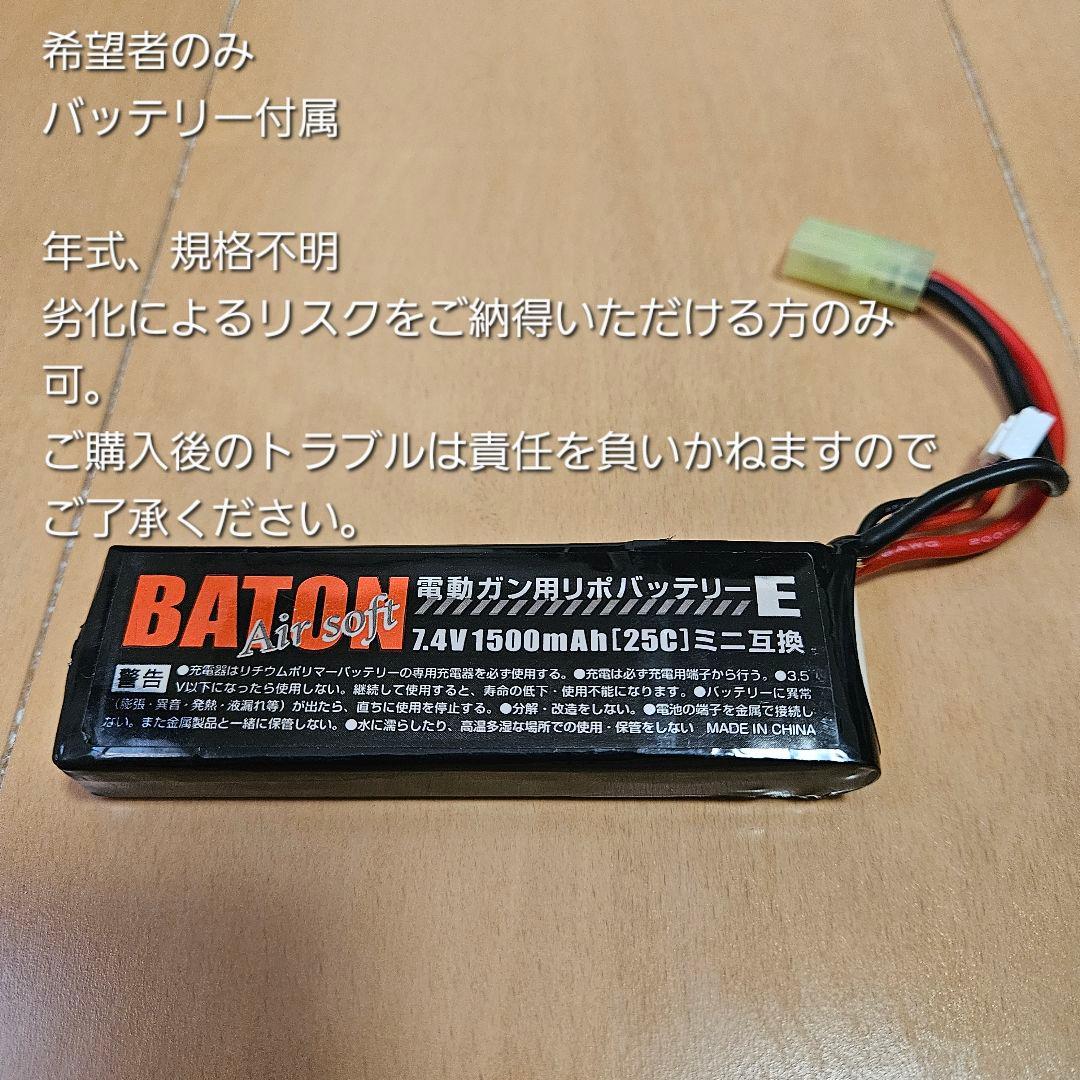 希望者のみ
バッテリー付属
年式、規格不明
劣化によるリスクをご納得いただける方のみ
可。
ご購入後のトラブルは責任を負いかねますので
ご了承ください。
BATON
Air soft
電動ガン用リポバッテリーE
7.4V 1500mAh[25C]ミニ互換
警告 ●充電器はリチウムポリマーバッテリーの専用充電器を必ず使用する。●充電は必ず充電用端子から行う。●3.5
V以下になったら使用しない。継続して使用すると、寿命の低下・使用不能になります。●バッテリーに異常
(膨張・異音・発熱・液漏れ等)が出たら、直ちに使用を停止する。●分解・改造をしない。●電池の端子を金属で接続し
ない。また金属製品と一緒に保管しない。●水に濡らしたり、高温多湿な場所での使用・保管をしない MADE IN CHINA
AWG 200°